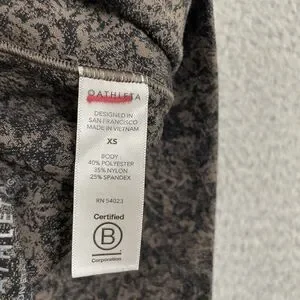 ATHLETA
DESIGNED IN
SAN FRANCISCO
MADE IN VIETNAM
XS
BODY
40% POLYESTER
35% NYLON
25% SPANDEX
RN 54023
Certified
B
Corporation